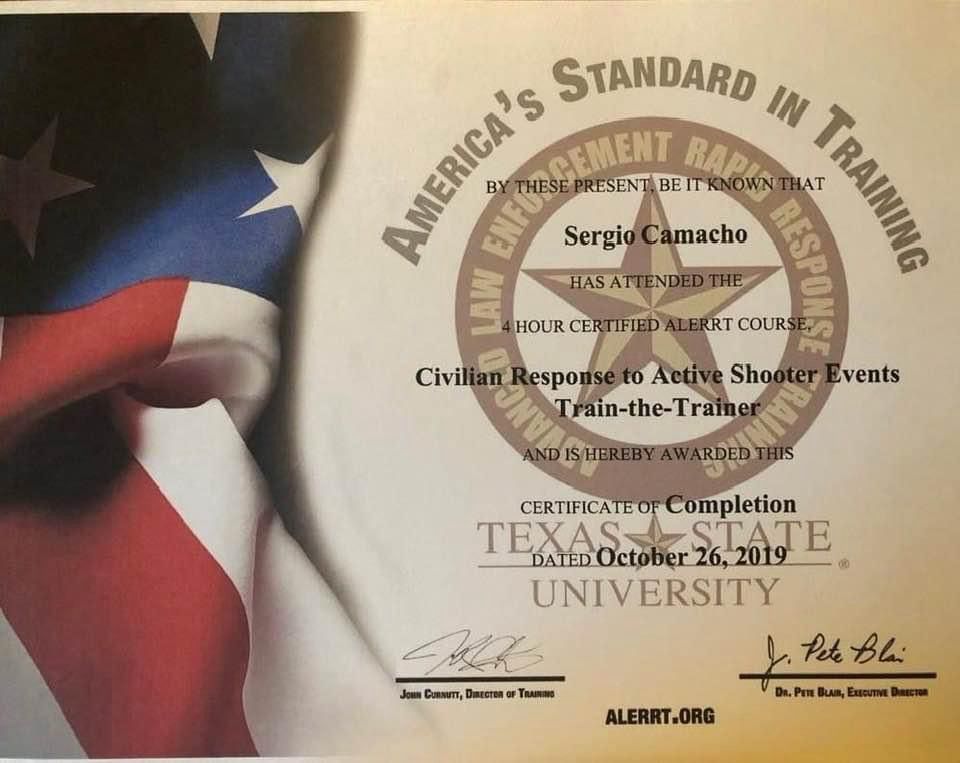 AMERICA'S STANDARD IN TRAINING
ADVANCED LAW ENFORCEMENT RAPID RESPONSE TRAINING
BY THESE PRESENT, BE IT KNOWN THAT
Sergio Camacho
HAS ATTENDED THE
4 HOUR CERTIFIED ALERRT COURSE,
Civilian Response to Active Shooter Events
Train-the-Trainer
AND IS HEREBY AWARDED THIS
CERTIFICATE OF Completion
TEXAS STATE
DATED October 26, 2019
®
UNIVERSITY
J. Pete Blair
JOHN CURNUTT, DIRECTOR OF TRAINING
DR. PETE BLAIR, EXECUTIVE DIRECTOR
ALERRT.ORG